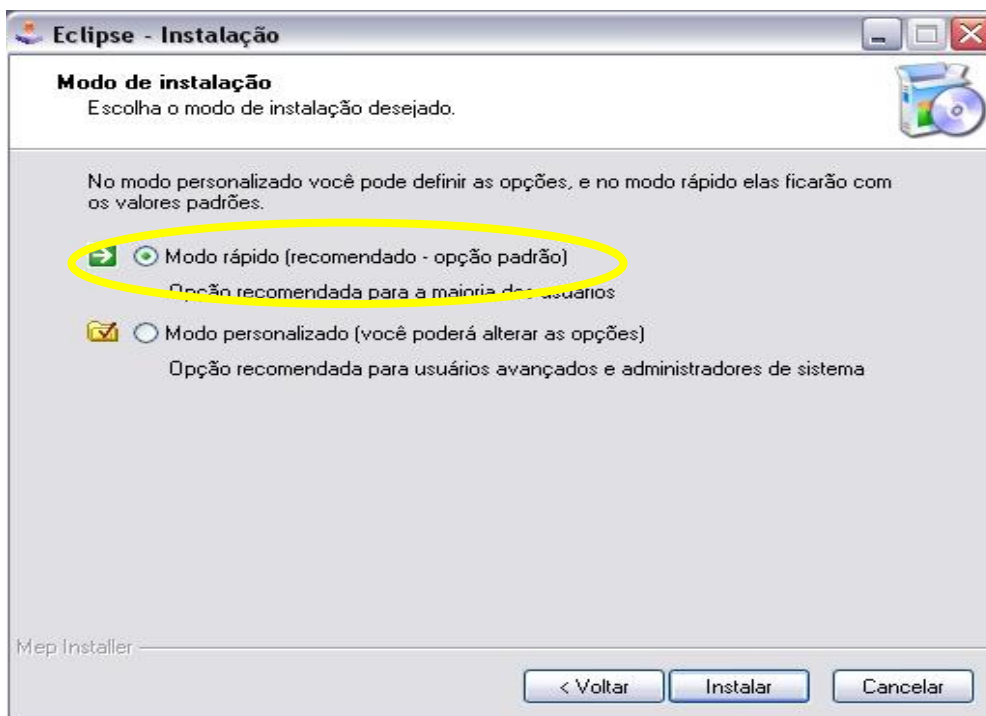 Eclipse - Instalação
Modo de instalação
Escolha o modo de instalação desejado.
No modo personalizado você pode definir as opções, e no modo rápido elas ficarão com
os valores padrões.
Modo rápido (recomendado - opção padrão)
Opção recomendada para a maioria dos usuários
Modo personalizado (você poderá alterar as opções)
Opção recomendada para usuários avançados e administradores de sistema
Mep Installer
< Voltar
Instalar
Cancelar